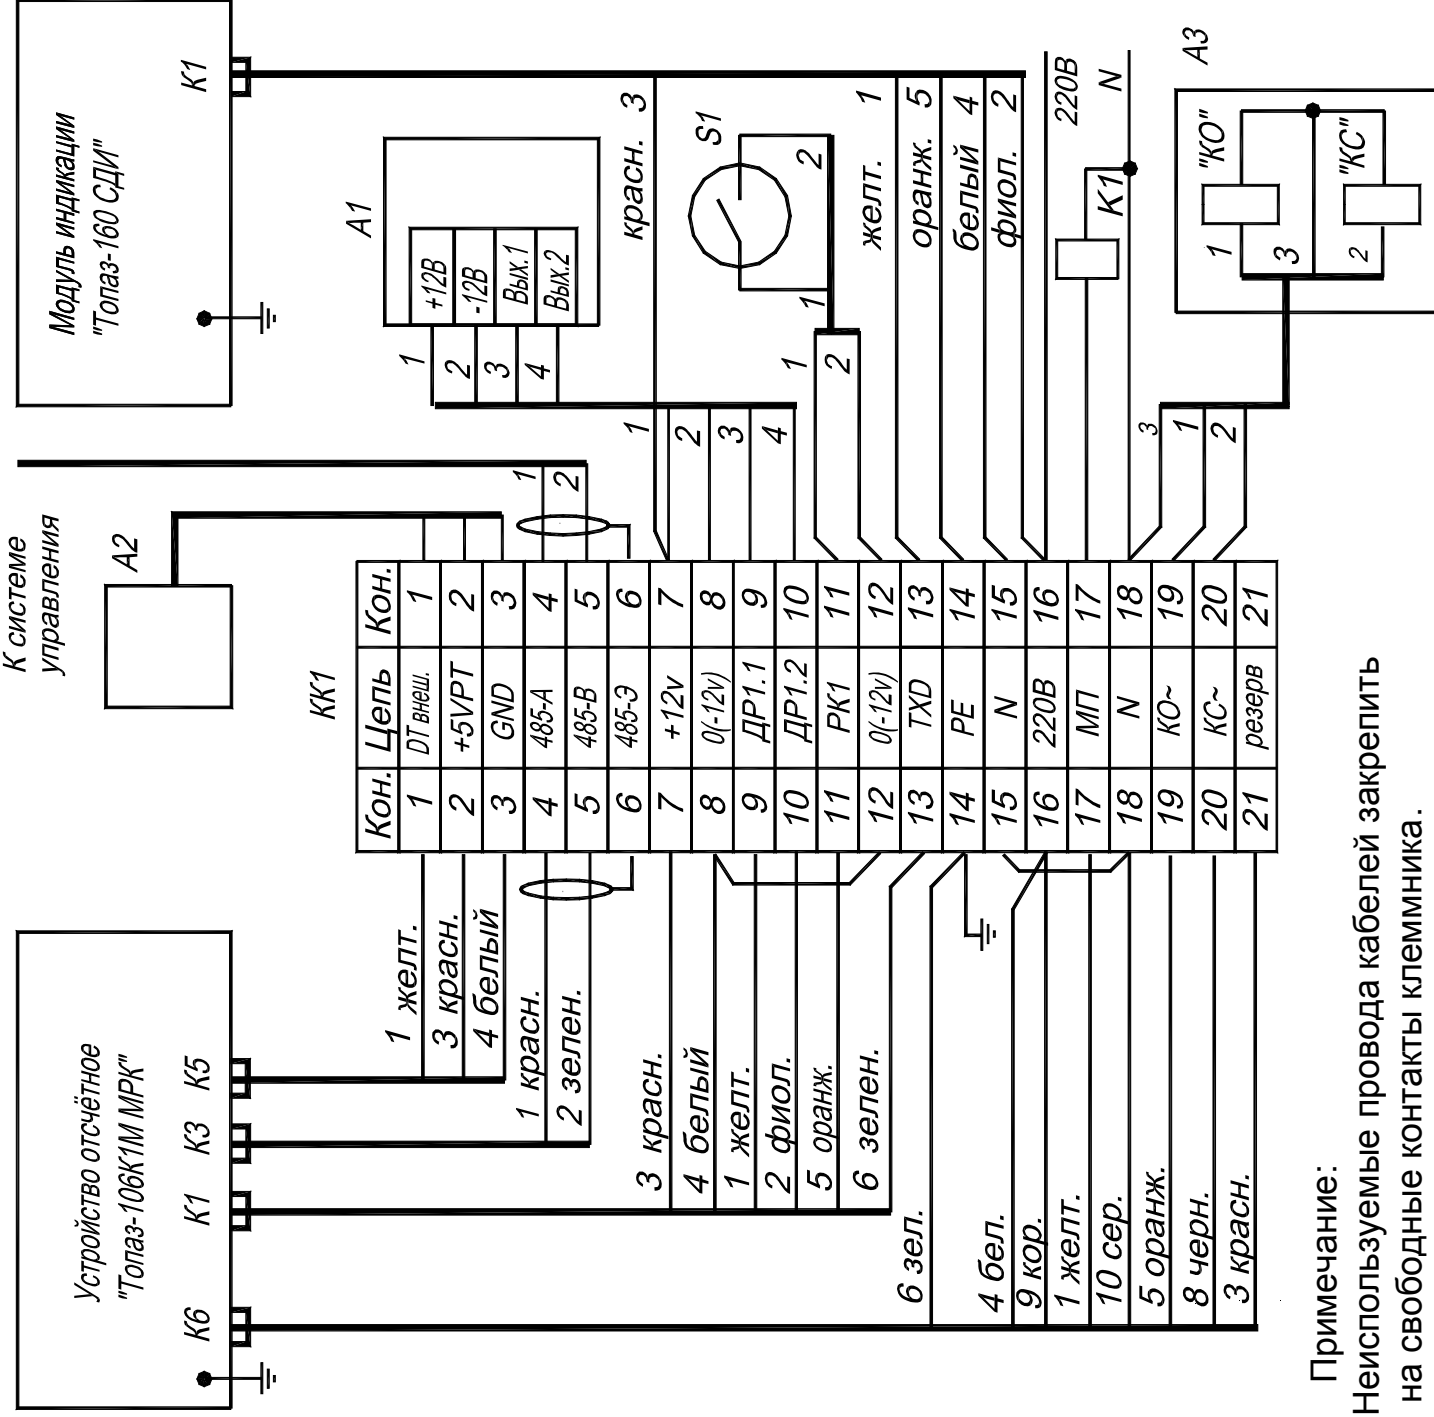 Устройство отсчётное
"Топаз-106К1М МРК"
К6
К1
К3
К5
Модуль индикации
"Топаз-160 СДИ"
К1
К системе
управления
А2
А1
+12В
-12В
Вых.1
Вых.2
1
2
3
4
КК1
Кон. Цепь Кон.
1 DT внеш. 1
2 +5VPT 2
3 GND 3
4 485-А 4
5 485-В 5
6 485-Э 6
7 +12v 7
8 0(-12v) 8
9 ДР1.1 9
10 ДР1.2 10
11 РК1 11
12 0(-12v) 12
13 TXD 13
14 PE 14
15 N 15
16 220В 16
17 МП 17
18 N 18
19 КО~ 19
20 КС~ 20
21 резерв 21
1 желт.
3 красн.
4 белый
1 красн.
2 зелен.
3 красн.
4 белый
1 желт.
2 фиол.
5 оранж.
6 зелен.
6 зел.
4 бел.
9 кор.
1 желт.
10 сер.
5 оранж.
8 черн.
3 красн.
1
2
1
2
3
4
красн. 3
S1
1
2
1
2
желт. 1
оранж. 5
белый 4
фиол. 2
220В
N
К1
3
1
2
А3
"КО"
"КС"
1
3
2
Примечание:
Неиспользуемые провода кабелей закрепить
на свободные контакты клеммника.